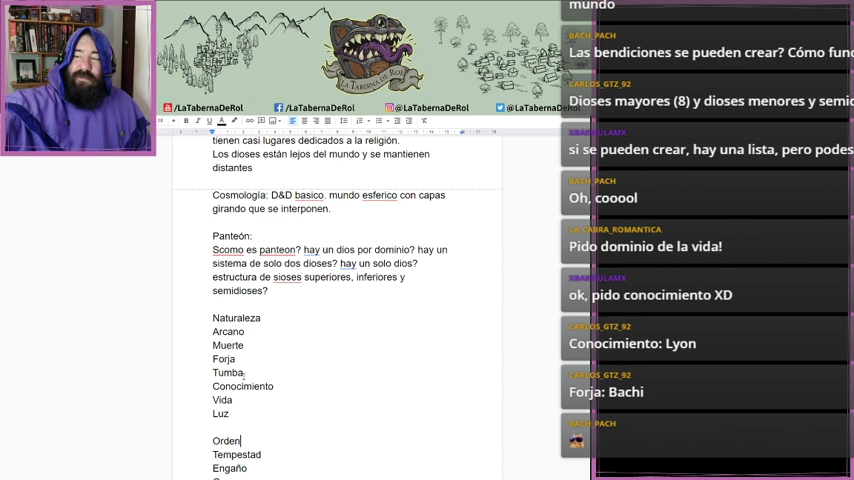 LA TABERNA DE ROL
/LaTabernaDeRol
/LaTabernaDeRol
@LaTabernaDeRol
@LaTabernaDeRol
tienen casi lugares dedicados a la religión.
Los dioses están lejos del mundo y se mantienen
distantes
Cosmología: D&D basico. mundo esferico con capas
girando que se interponen.
Panteón:
Scomo es panteon? hay un dios por dominio? hay un
sistema de solo dos dioses? hay un solo dios?
estructura de sioses superiores, inferiores y
semidioses?
Naturaleza
Arcano
Muerte
Forja
Tumba
Conocimiento
Vida
Luz
Orden
Tempestad
Engaño
mundo
BACH_PACH
Las bendiciones se pueden crear? Cómo
CARLOS_GTZ_92
Dioses mayores (8) y dioses menores y
si se pueden crear, hay una lista, pero
BACH_PACH
Oh, cooool
LA_CABRA_ROMANTICA
Pido dominio de la vida!
ok, pido conocimiento XD
CARLOS_GTZ_92
Conocimiento: Lyon
CARLOS_GTZ_92
Forja: Bachi
BACH_PACH